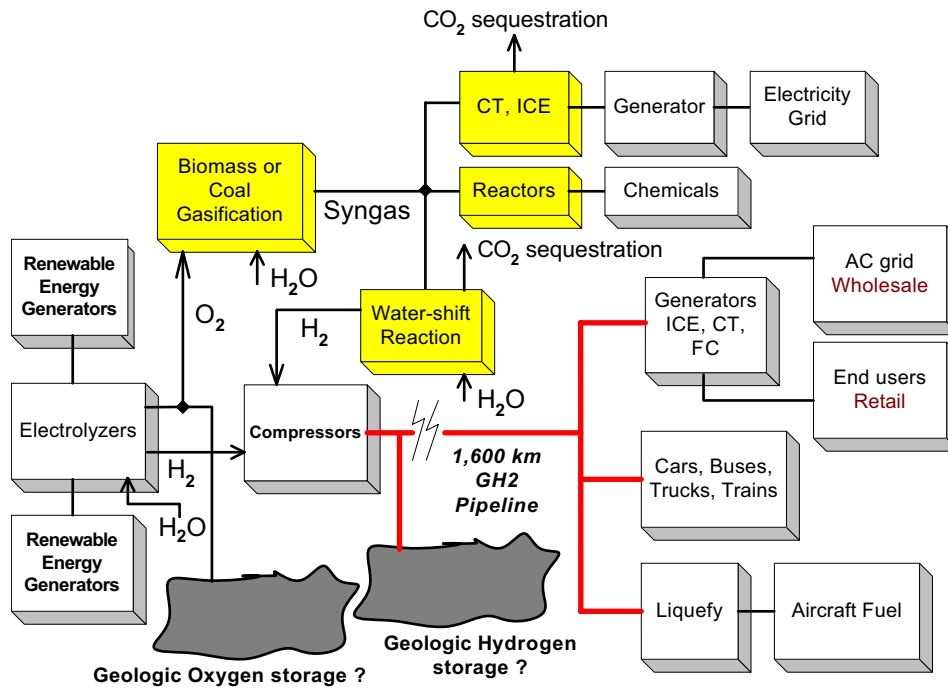 CO2 sequestration
CT, ICE
Generator
Electricity
Grid
Biomass or
Coal
Gasification
Syngas
Reactors
Chemicals
CO2 sequestration
Renewable
Energy
Generators
H2O
O2
H2
Water-shift
Reaction
H2O
Generators
ICE, CT,
FC
AC grid
Wholesale
End users
Retail
Electrolyzers
H2
H2O
Compressors
1,600 km
GH2
Pipeline
Cars, Buses,
Trucks, Trains
Renewable
Energy
Generators
Liquefy
Aircraft Fuel
Geologic Oxygen storage ?
Geologic Hydrogen
storage ?